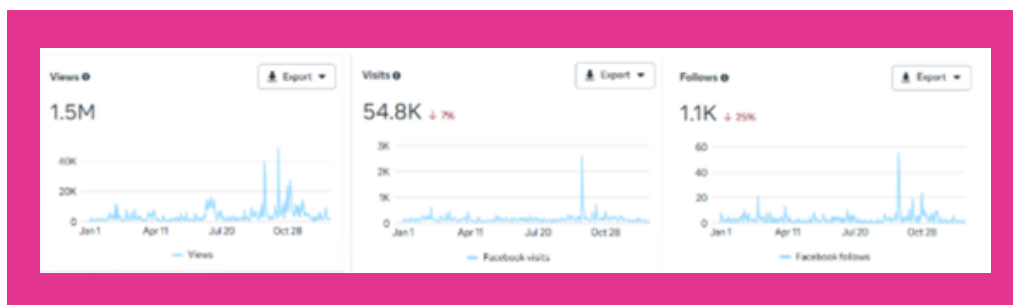 Views
Export
1.5M
40K
20K
0
Jan 1 Apr 11 Jul 20 Oct 28
Views
Visits
Export
54.8K ↓ 7%
3K
2K
1K
0
Jan 1 Apr 11 Jul 20 Oct 28
Facebook visits
Follows
Export
1.1K ↓ 25%
60
40
20
0
Jan 1 Apr 11 Jul 20 Oct 28
Facebook follows